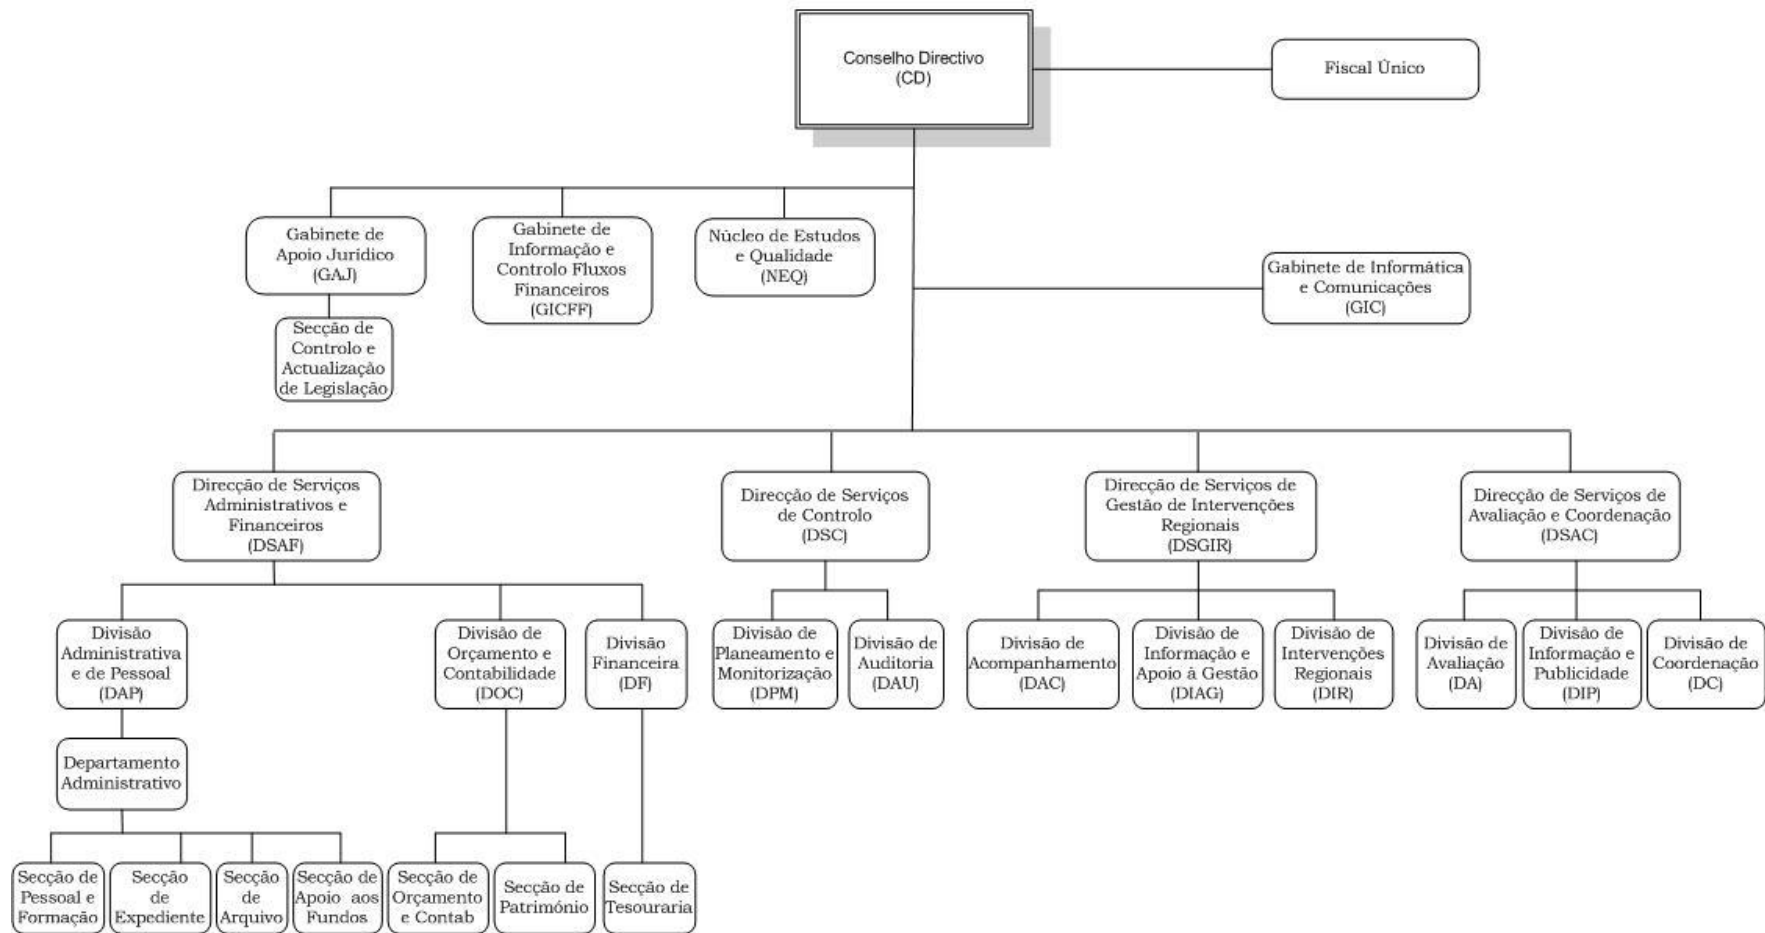 Conselho Directivo
(CD)
Fiscal Único
Gabinete de
Apoio Jurídico
(GAJ)
Gabinete de
Informação e
Controlo Fluxos
Financeiros
(GICFF)
Núcleo de Estudos
e Qualidade
(NEQ)
Gabinete de Informática
e Comunicações
(GIC)
Secção de
Controlo e
Actualização
de Legislação
Direcção de Serviços
Administrativos e
Financeiros
(DSAF)
Direcção de Serviços
de Controlo
(DSC)
Direcção de Serviços de
Gestão de Intervenções
Regionais
(DSGIR)
Direcção de Serviços de
Avaliação e Coordenação
(DSAC)
Divisão
Administrativa
e de Pessoal
(DAP)
Divisão de
Orçamento e
Contabilidade
(DOC)
Divisão
Financeira
(DF)
Divisão de
Planeamento e
Monitorização
(DPM)
Divisão de
Auditoria
(DAU)
Divisão de
Acompanhamento
(DAC)
Divisão de
Informação e
Apoio à Gestão
(DIAG)
Divisão de
Intervenções
Regionais
(DIR)
Divisão de
Avaliação
(DA)
Divisão de
Informação e
Publicidade
(DIP)
Divisão de
Coordenação
(DC)
Departamento
Administrativo
Secção de
Pessoal e
Formação
Secção
de
Expediente
Secção
de
Arquivo
Secção de
Apoio aos
Fundos
Secção de
Orçamento
e Contab
Secção de
Património
Secção de
Tesouraria